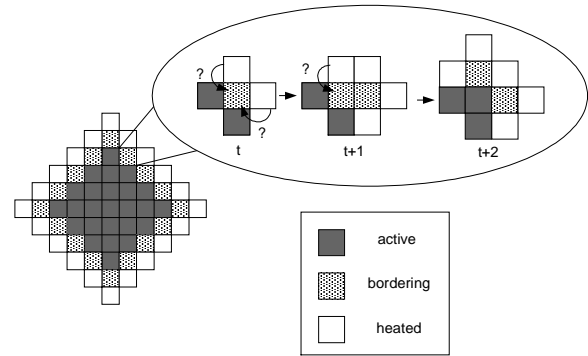 ?
?
?
t
t+1
t+2
active
bordering
heated